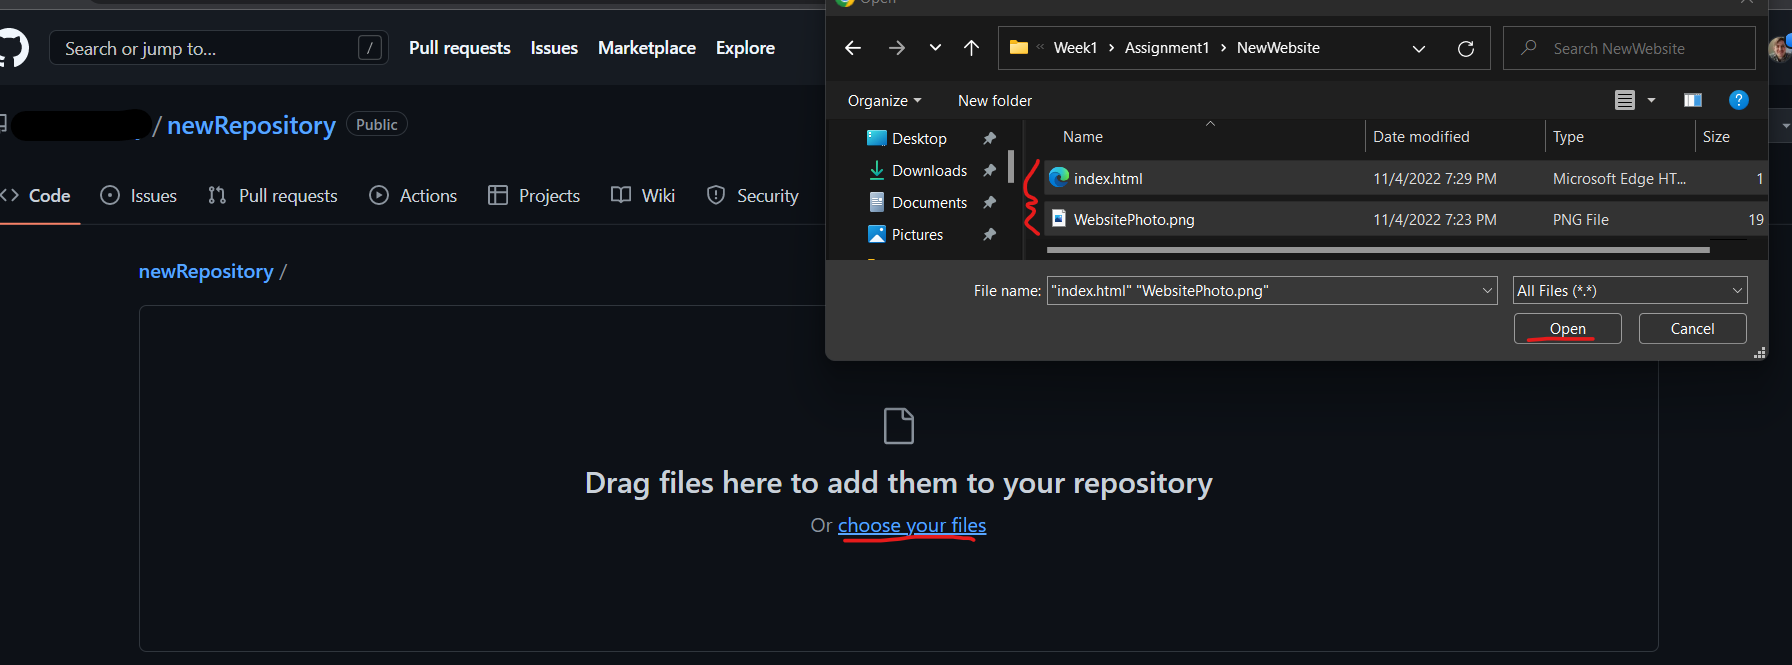 Open
Search or jump to... /
Pull requests Issues Marketplace Explore
« Week1 › Assignment1 › NewWebsite
Search NewWebsite
/ newRepository Public
Organize New folder
Desktop
Downloads
Documents
Pictures
Name Date modified Type Size
index.html 11/4/2022 7:29 PM Microsoft Edge HT... 1
WebsitePhoto.png 11/4/2022 7:23 PM PNG File 19
<> Code Issues Pull requests Actions Projects Wiki Security
File name: "index.html" "WebsitePhoto.png" All Files (*.*)
Open Cancel
newRepository /
Drag files here to add them to your repository
Or choose your files